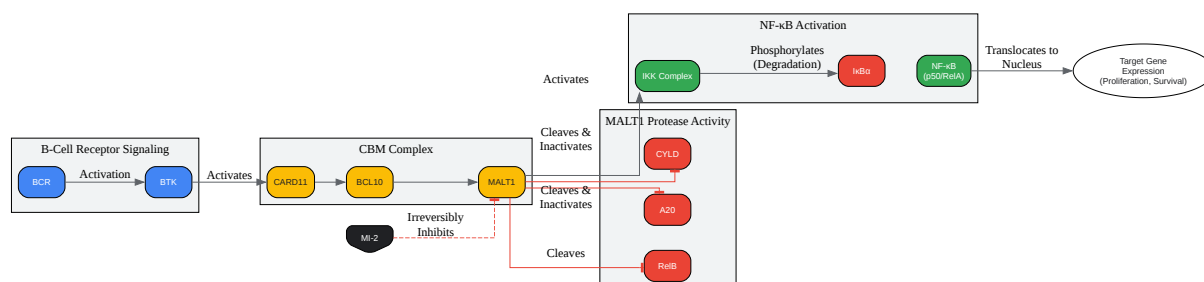 NF-κB Activation
IKK Complex
Phosphorylates
(Degradation)
IκBα
NF-κB
(p50/RelA)
Translocates to
Nucleus
Target Gene
Expression
(Proliferation, Survival)
Activates
MALT1 Protease Activity
Cleaves &
Inactivates
CYLD
B-Cell Receptor Signaling
BCR
Activation
BTK
Activates
CBM Complex
CARD11
BCL10
MALT1
Cleaves &
Inactivates
A20
MI-2
Irreversibly
Inhibits
Cleaves
RelB